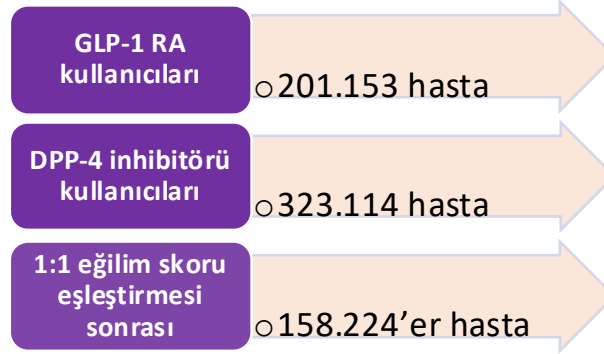 GLP-1 RA
kullanıcıları
o201.153 hasta
DPP-4 inhibitörü
kullanıcıları
o323.114 hasta
1:1 eğilim skoru
eşleştirmesi
sonrası
o158.224’er hasta